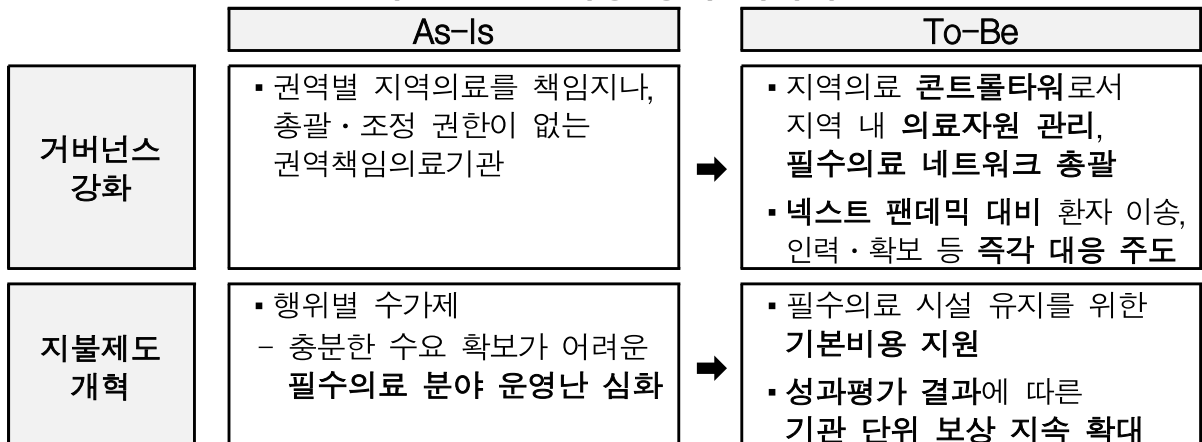 As-Is
To-Be
거버넌스
강화
▪ 권역별 지역의료를 책임지나,
총괄·조정 권한이 없는
권역책임의료기관
➡
▪ 지역의료 콘트롤타워로서
지역 내 의료자원 관리,
필수의료 네트워크 총괄
▪ 넥스트 팬데믹 대비 환자 이송,
인력·확보 등 즉각 대응 주도
지불제도
개혁
▪ 행위별 수가제
- 충분한 수요 확보가 어려운
필수의료 분야 운영난 심화
➡
▪ 필수의료 시설 유지를 위한
기본비용 지원
▪ 성과평가 결과에 따른
기관 단위 보상 지속 확대